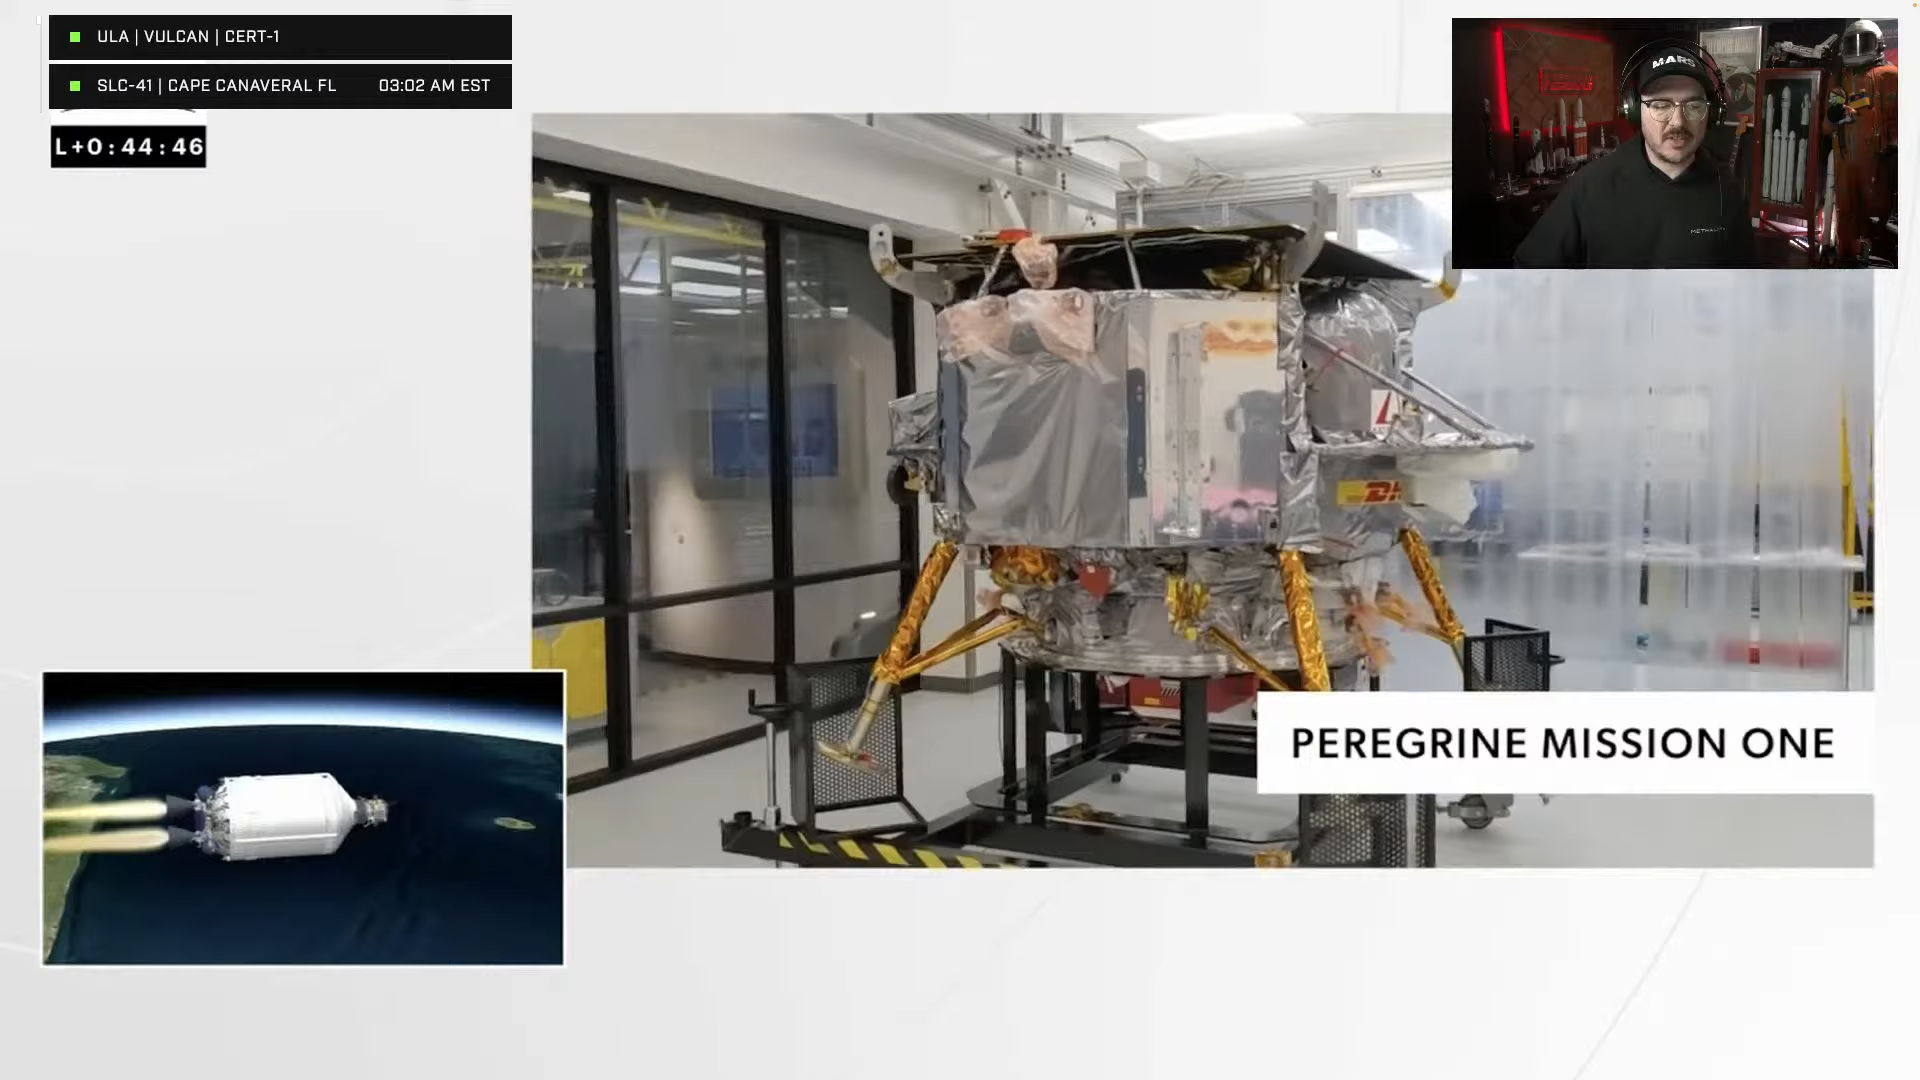 ULA | VULCAN | CERT-1
SLC-41 | CAPE CANAVERAL FL 03:02 AM EST
L+0:44:46
MARS
DH
PEREGRINE MISSION ONE